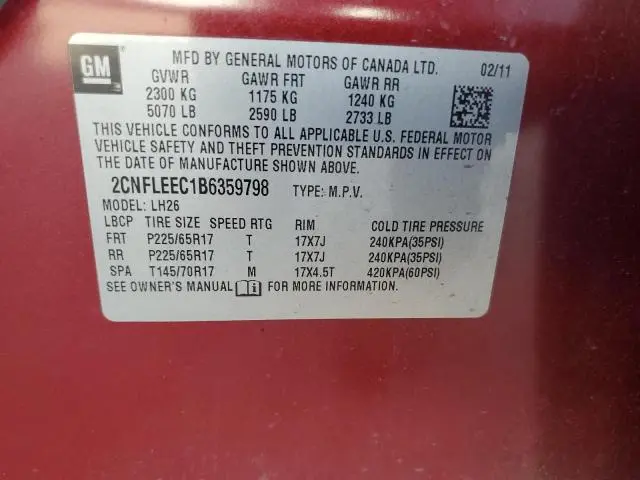 GM
MFD BY GENERAL MOTORS OF CANADA LTD. 02/11
GVWR GAWR FRT GAWR RR
2300 KG 1175 KG 1240 KG
5070 LB 2590 LB 2733 LB
THIS VEHICLE CONFORMS TO ALL APPLICABLE U.S. FEDERAL MOTOR
VEHICLE SAFETY AND THEFT PREVENTION STANDARDS IN EFFECT ON
THE DATE OF MANUFACTURE SHOWN ABOVE.
2CNFLEEC1B6359798 TYPE: M.P.V.
MODEL: LH26
LBCP TIRE SIZE SPEED RTG RIM COLD TIRE PRESSURE
FRT P225/65R17 T 17X7J 240KPA(35PSI)
RR P225/65R17 T 17X7J 240KPA(35PSI)
SPA T145/70R17 M 17X4.5T 420KPA(60PSI)
SEE OWNER'S MANUAL i FOR MORE INFORMATION.